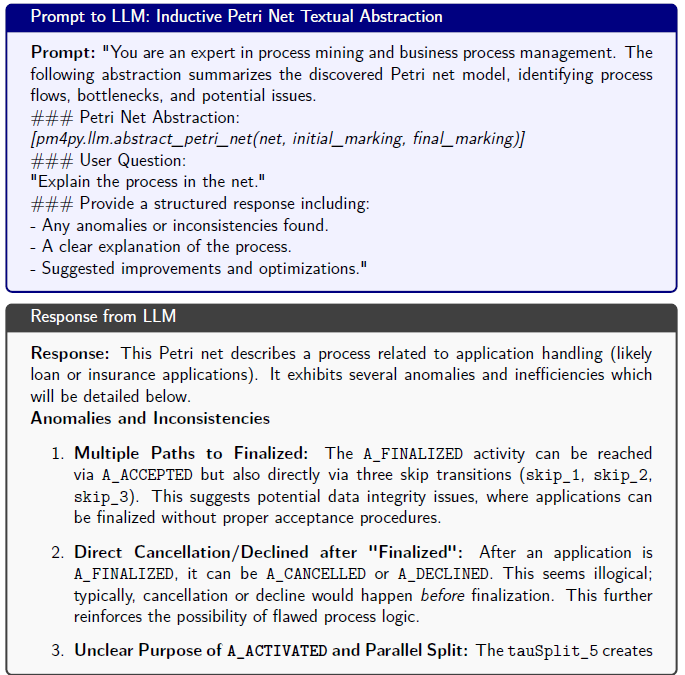 Prompt to LLM: Inductive Petri Net Textual Abstraction
Prompt: "You are an expert in process mining and business process management. The
following abstraction summarizes the discovered Petri net model, identifying process
flows, bottlenecks, and potential issues.
### Petri Net Abstraction:
[pm4py.llm.abstract_petri_net(net, initial_marking, final_marking)]
### User Question:
"Explain the process in the net."
### Provide a structured response including:
- Any anomalies or inconsistencies found.
- A clear explanation of the process.
- Suggested improvements and optimizations."
Response from LLM
Response: This Petri net describes a process related to application handling (likely
loan or insurance applications). It exhibits several anomalies and inefficiencies which
will be detailed below.
Anomalies and Inconsistencies
1. Multiple Paths to Finalized: The A_FINALIZED activity can be reached
via A_ACCEPTED but also directly via three skip transitions (skip_1, skip_2,
skip_3). This suggests potential data integrity issues, where applications can
be finalized without proper acceptance procedures.
2. Direct Cancellation/Declined after "Finalized": After an application is
A_FINALIZED, it can be A_CANCELLED or A_DECLINED. This seems illogical;
typically, cancellation or decline would happen before finalization. This further
reinforces the possibility of flawed process logic.
3. Unclear Purpose of A_ACTIVATED and Parallel Split: The tauSplit_5 creates